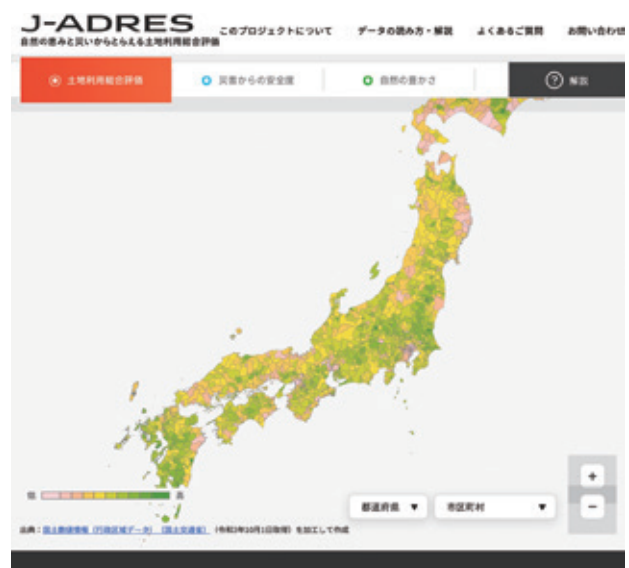 J-ADRES
自然の恵みと災いからとらえる土地利用総合評価
このプロジェクトについて データの読み方・解説 よくあるご質問 お問い合わせ
土地利用総合評価 災害からの安全度 自然の豊かさ ? 解説
+
低 高
都道府県 ▼ 市区町村 ▼
−
出典：国土数値情報（行政区域データ）（国土交通省）（令和3年10月1日取得）を加工して作成